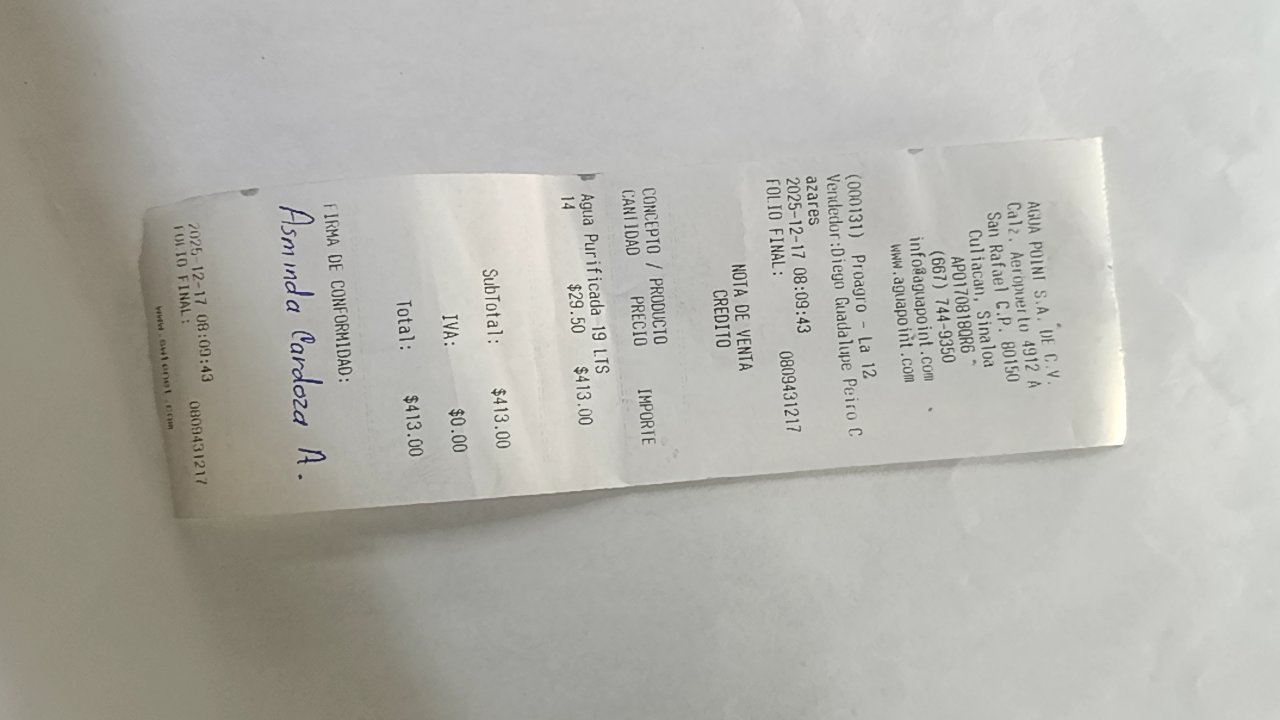 AGUA POINT S.A. DE C.V.
Calz. Aeropuerto 4972 A
San Rafael C.P. 80150
Culiacan, Sinaloa
APO170818QR6
(667) 744-9350
info@aguapoint.com
www.aguapoint.com
(000131) Proagro - La 12
Vendedor:Diego Guadalupe Peiro C
azares
2025-12-17 08:09:43 0809431217
FOLIO FINAL:
NOTA DE VENTA
CREDITO
CONCEPTO / PRODUCTO
CANTIDAD PRECIO IMPORTE
Agua Purificada 19 LTS
14 $29.50 $413.00
SubTotal: $413.00
IVA: $0.00
Total: $413.00
FIRMA DE CONFORMIDAD:
Asminda Cardoza A.
2025-12-17 08:09:43 0809431217
FOLIO FINAL: